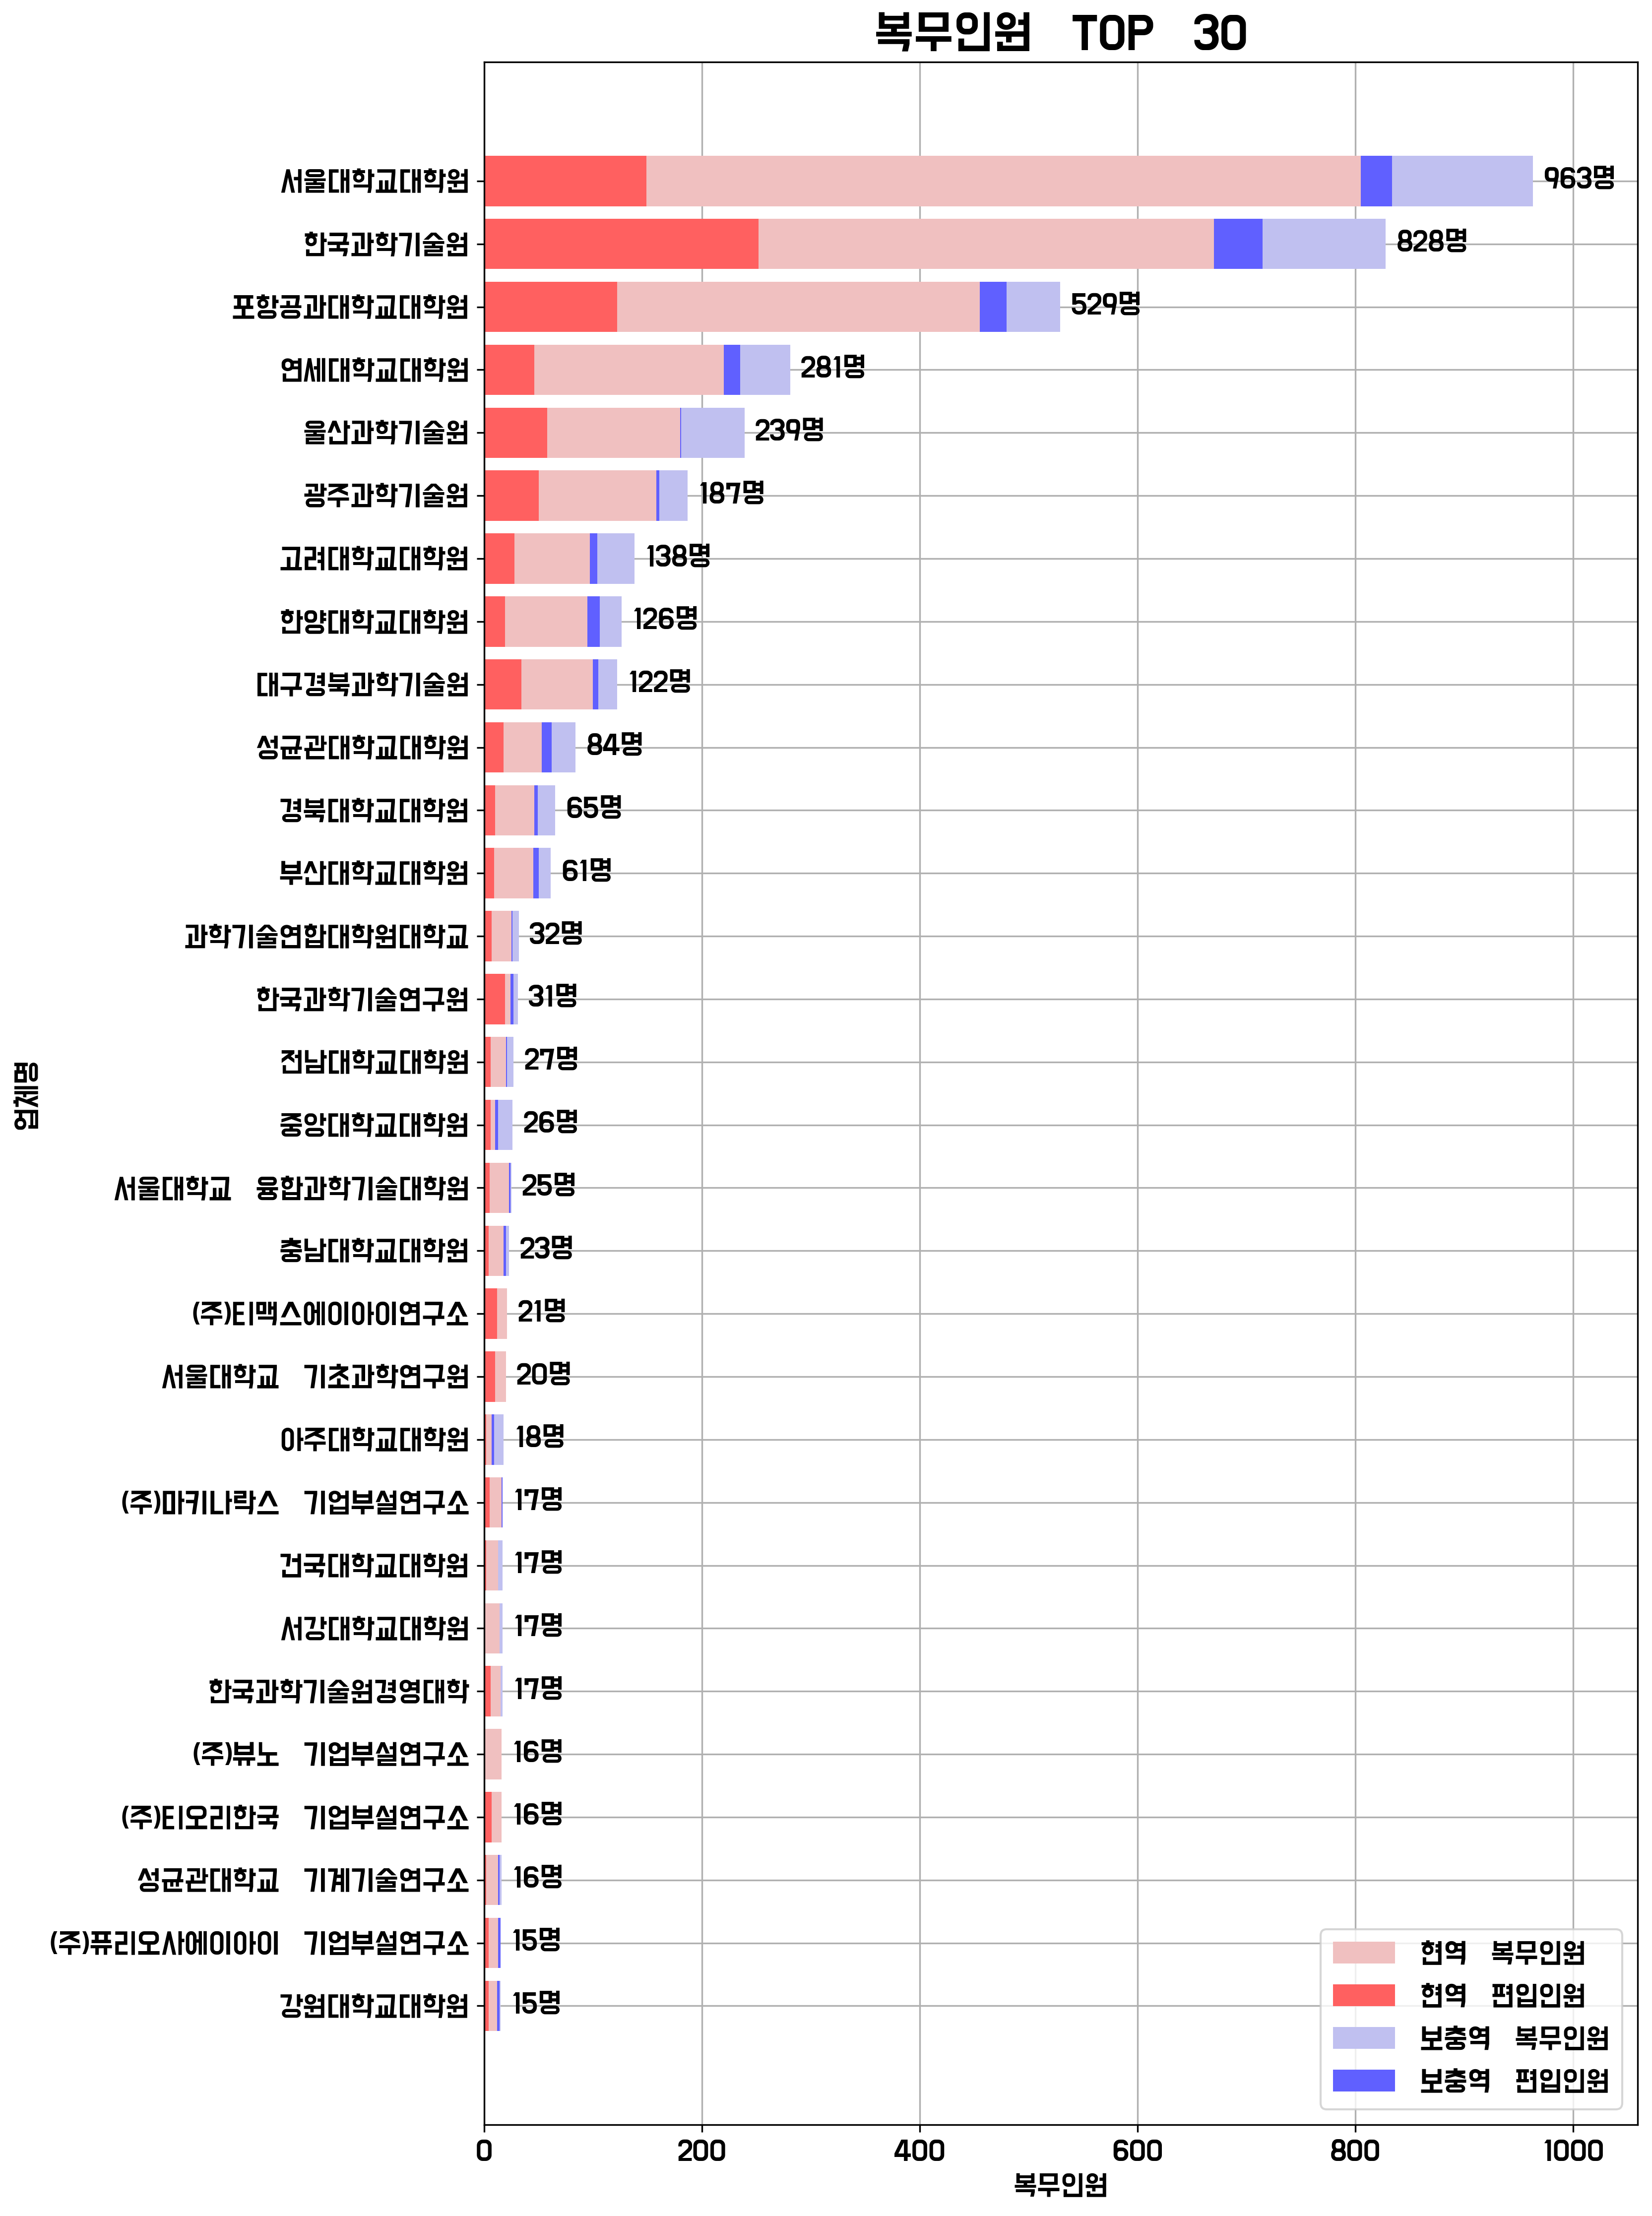 복무인원 TOP 30
서울대학교대학원 963명
한국과학기술원 828명
포항공과대학교대학원 529명
연세대학교대학원 281명
울산과학기술원 239명
광주과학기술원 187명
고려대학교대학원 138명
한양대학교대학원 126명
대구경북과학기술원 122명
성균관대학교대학원 84명
경북대학교대학원 65명
부산대학교대학원 61명
과학기술연합대학원대학교 32명
한국과학기술연구원 31명
전남대학교대학원 27명
중앙대학교대학원 26명
서울대학교 융합과학기술대학원 25명
충남대학교대학원 23명
(주)티맥스에이아이연구소 21명
서울대학교 기초과학연구원 20명
아주대학교대학원 18명
(주)마키나락스 기업부설연구소 17명
건국대학교대학원 17명
서강대학교대학원 17명
한국과학기술원경영대학 17명
(주)뷰노 기업부설연구소 16명
(주)티오리한국 기업부설연구소 16명
성균관대학교 기계기술연구소 16명
(주)퓨리오사에이아이 기업부설연구소 15명
강원대학교대학원 15명
업체명
현역 복무인원
현역 편입인원
보충역 복무인원
보충역 편입인원
0 200 400 600 800 1000
복무인원